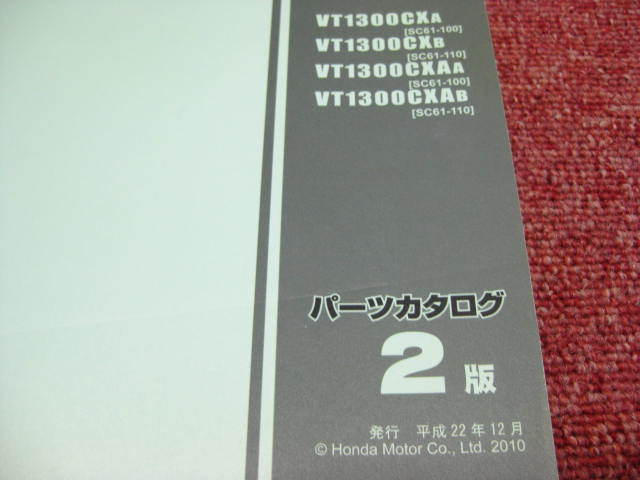 VT1300CXA
[SC61-100]
VT1300CXB
[SC61-110]
VT1300CXAA
[SC61-100]
VT1300CXAB
[SC61-110]
パーツカタログ
2版
発行 平成22年12月
© Honda Motor Co., Ltd. 2010